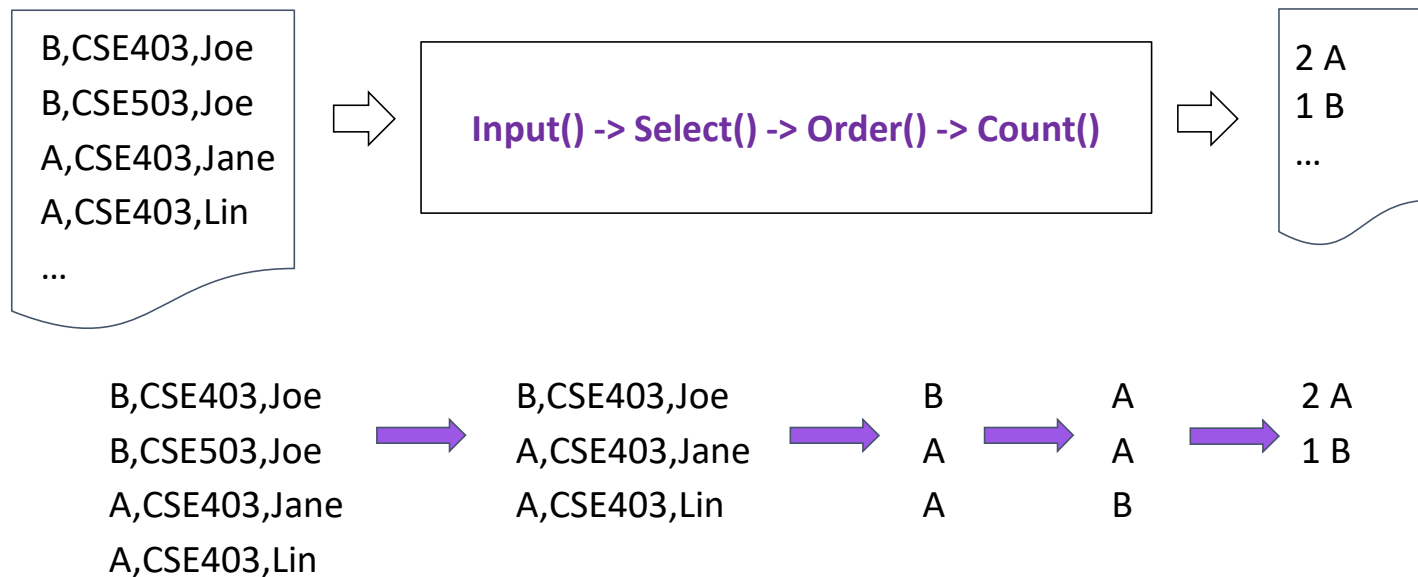 B,CSE403,Joe
B,CSE503,Joe
A,CSE403,Jane
A,CSE403,Lin
...
Input() -> Select() -> Order() -> Count()
2 A
1 B
...
B,CSE403,Joe
B,CSE503,Joe
A,CSE403,Jane
A,CSE403,Lin
B,CSE403,Joe
A,CSE403,Jane
A,CSE403,Lin
B
A
A
A
A
B
2 A
1 B